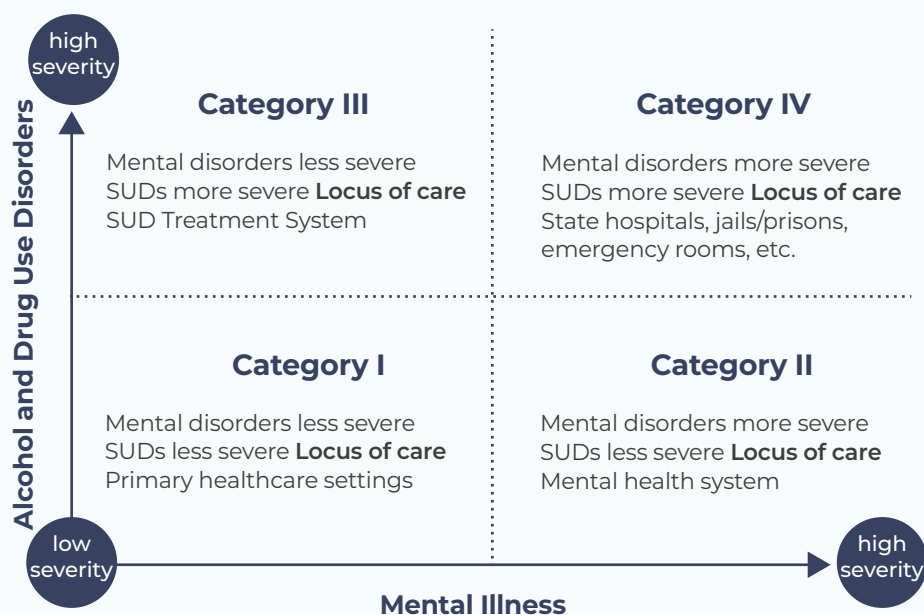 high
severity
Alcohol and Drug Use Disorders
Category III
Mental disorders less severe
SUDs more severe Locus of care
SUD Treatment System
Category IV
Mental disorders more severe
SUDs more severe Locus of care
State hospitals, jails/prisons,
emergency rooms, etc.
Category I
Mental disorders less severe
SUDs less severe Locus of care
Primary healthcare settings
Category II
Mental disorders more severe
SUDs less severe Locus of care
Mental health system
low
severity
high
severity
Mental Illness